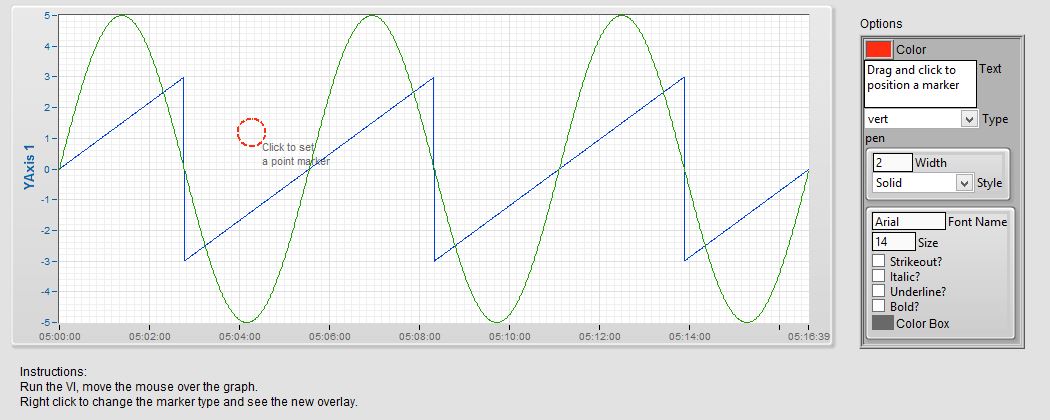 5
4
3
2
1
0
-1
-2
-3
-4
-5
YAxis 1
Click to set
a point marker
05:00:00
05:02:00
05:04:00
05:06:00
05:08:00
05:10:00
05:12:00
05:14:00
05:16:39
Options
Color
Drag and click to
position a marker
Text
vert
Type
pen
2
Width
Solid
Style
Arial
Font Name
14
Size
Strikeout?
Italic?
Underline?
Bold?
Color Box
Instructions:
Run the VI, move the mouse over the graph.
Right click to change the marker type and see the new overlay.